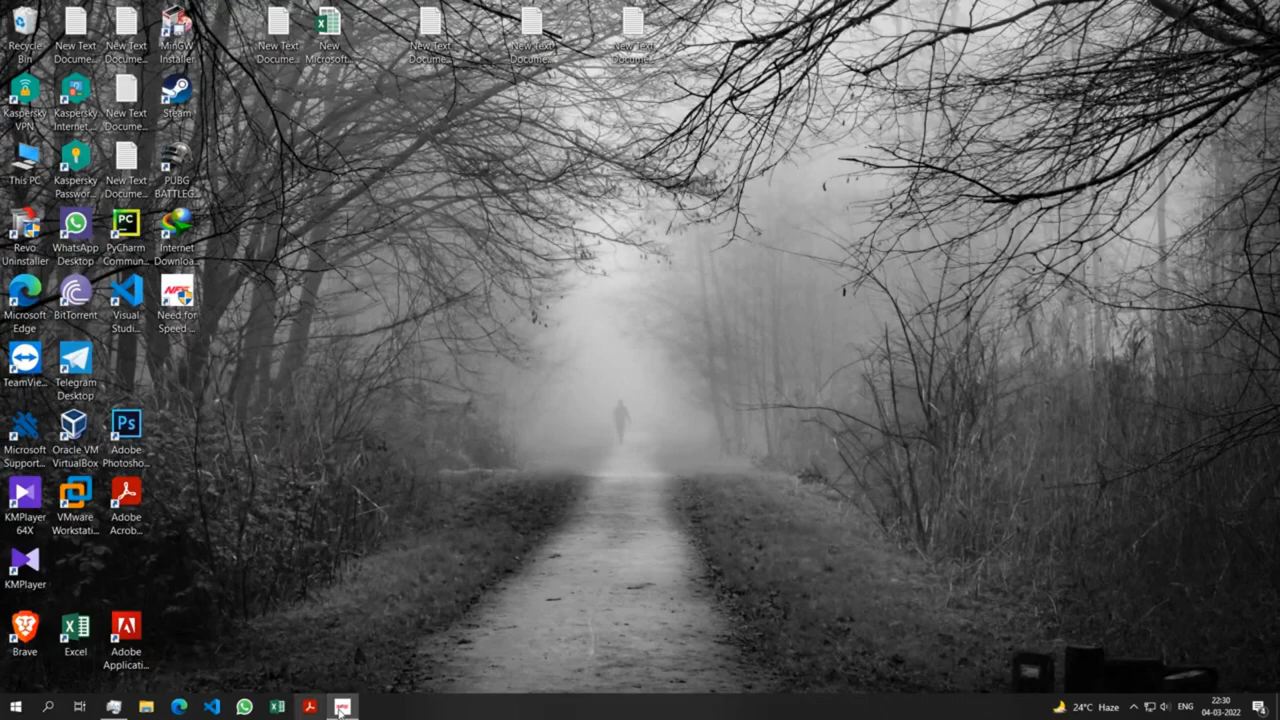 Recycle Bin
New Text Docume...
New Text Docume...
MinGW Installer
New Text Docume...
New Microsoft...
New Text Docume...
New Text Docume...
New Text Docume...
Kaspersky VPN
Kaspersky Internet ...
New Text Docume...
Steam
This PC
Kaspersky Passwor...
New Text Docume...
PUBG BATTLEG...
Revo Uninstaller
WhatsApp Desktop
PC
PyCharm Commun...
Internet Downloa...
Microsoft Edge
BitTorrent
Visual Studi...
NFS
Need for Speed ...
TeamVie...
Telegram Desktop
Microsoft Support...
Oracle VM VirtualBox
Ps
Adobe Photosho...
KMPlayer 64X
VMware Workstati...
Adobe Acrob...
KMPlayer
Brave
Excel
Adobe Applicati...
24°C Haze
ENG
22:30
04-03-2022
4